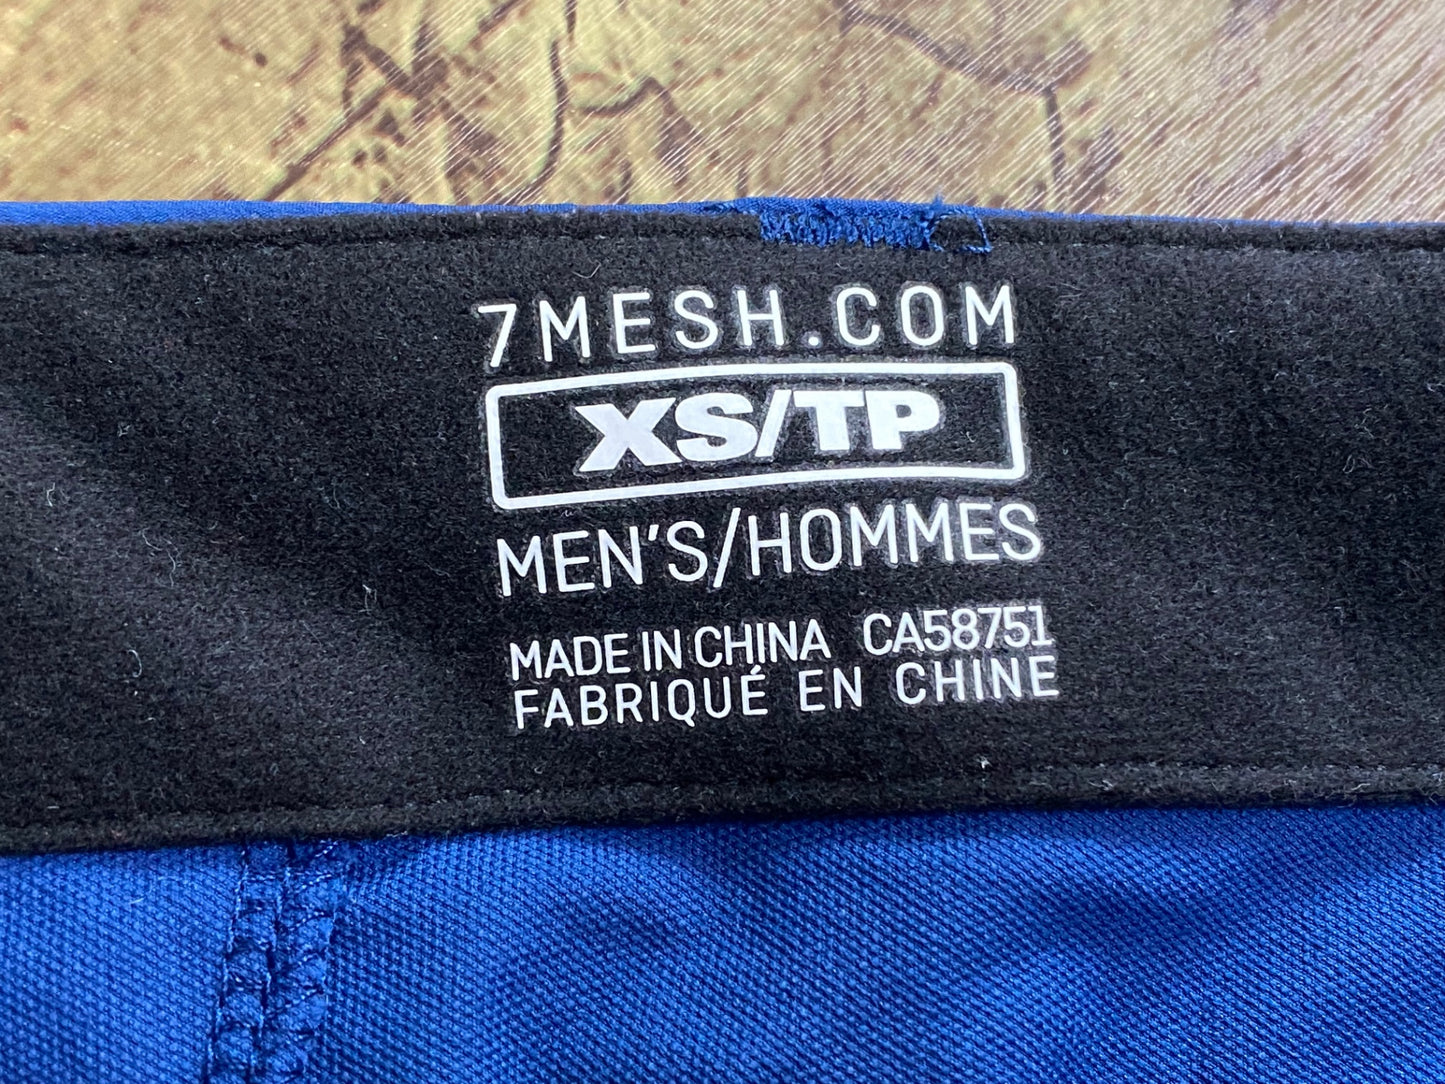 7MESH.COM
XS/TP
MEN'S/HOMMES
MADE IN CHINA CA58751
FABRIQUÉ EN CHINE